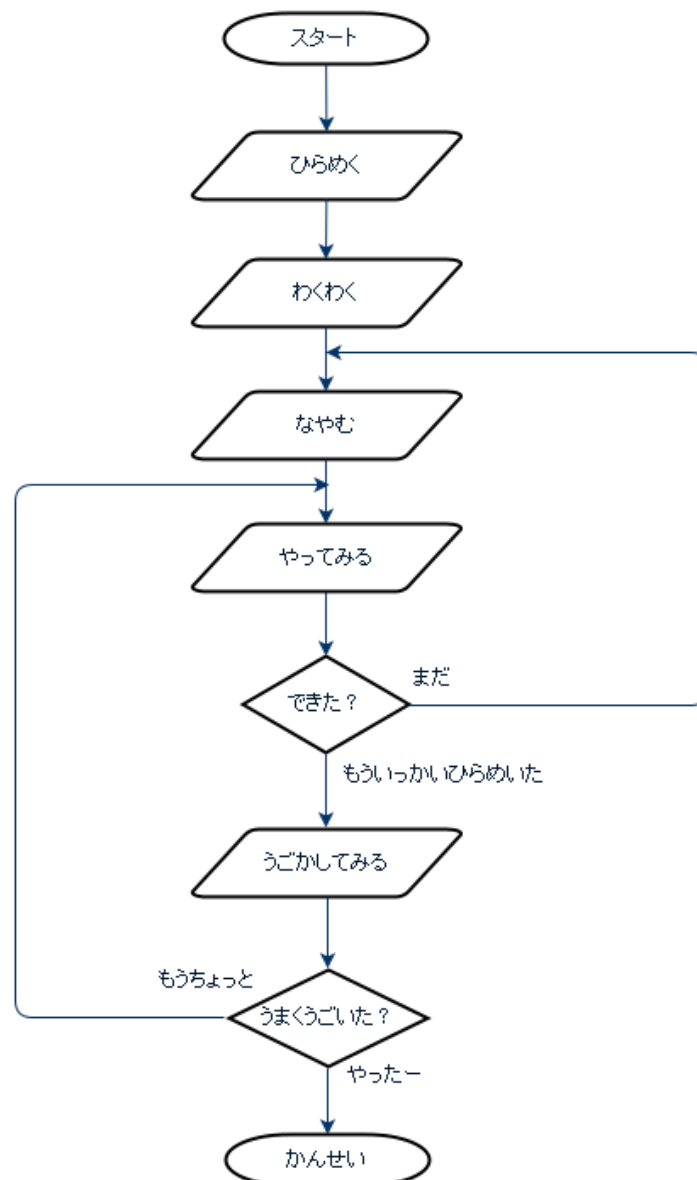 スタート
ひらめく
わくわく
なやむ
やってみる
できた？
まだ
もういっかいひらめいた
うごかしてみる
もうちょっと
うまくうごいた？
やったー
かんせい